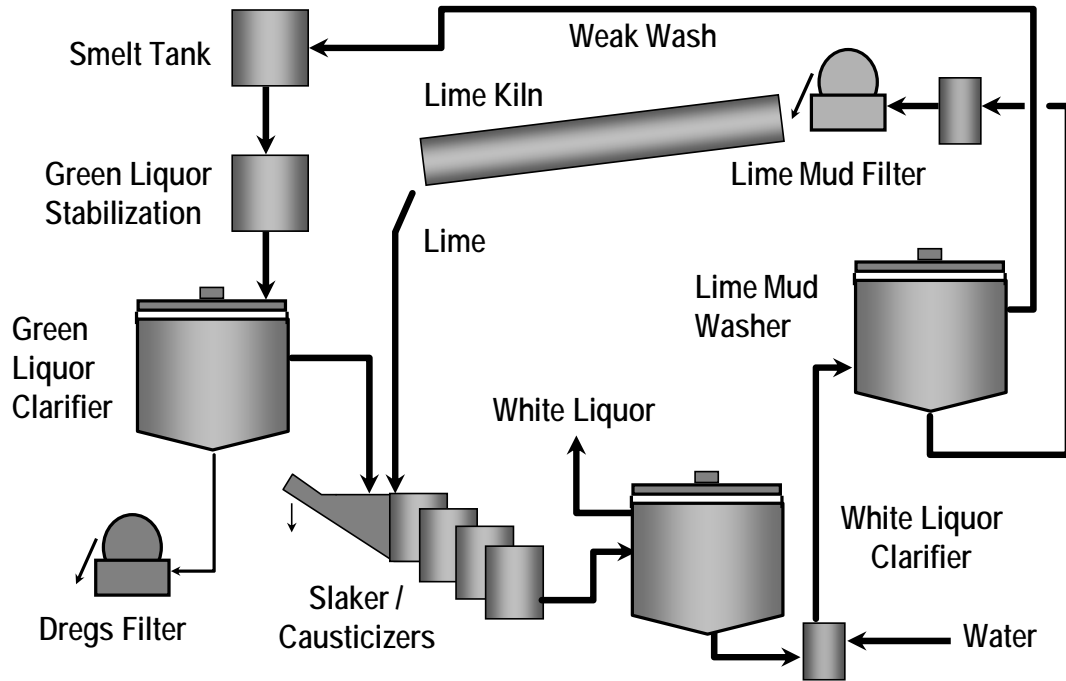 Weak Wash
Smelt Tank
Lime Kiln
Green Liquor
Stabilization
Lime Mud Filter
Lime
Lime Mud
Washer
Green
Liquor
Clarifier
White Liquor
White Liquor
Clarifier
Slaker /
Causticizers
Dregs Filter
Water